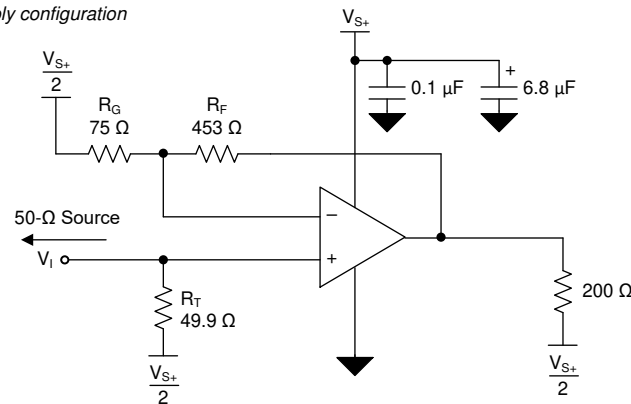 ly configuration
V_S+
V_S+
2
0.1 µF
+
6.8 µF
R_G
75 Ω
R_F
453 Ω
50-Ω Source
V_I
−
+
R_T
49.9 Ω
200 Ω
V_S+
2
V_S+
2